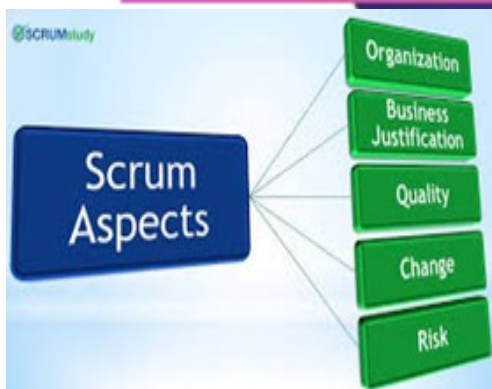 SCRUMstudy
Organization
Business
Justification
Scrum
Aspects
Quality
Change
Risk